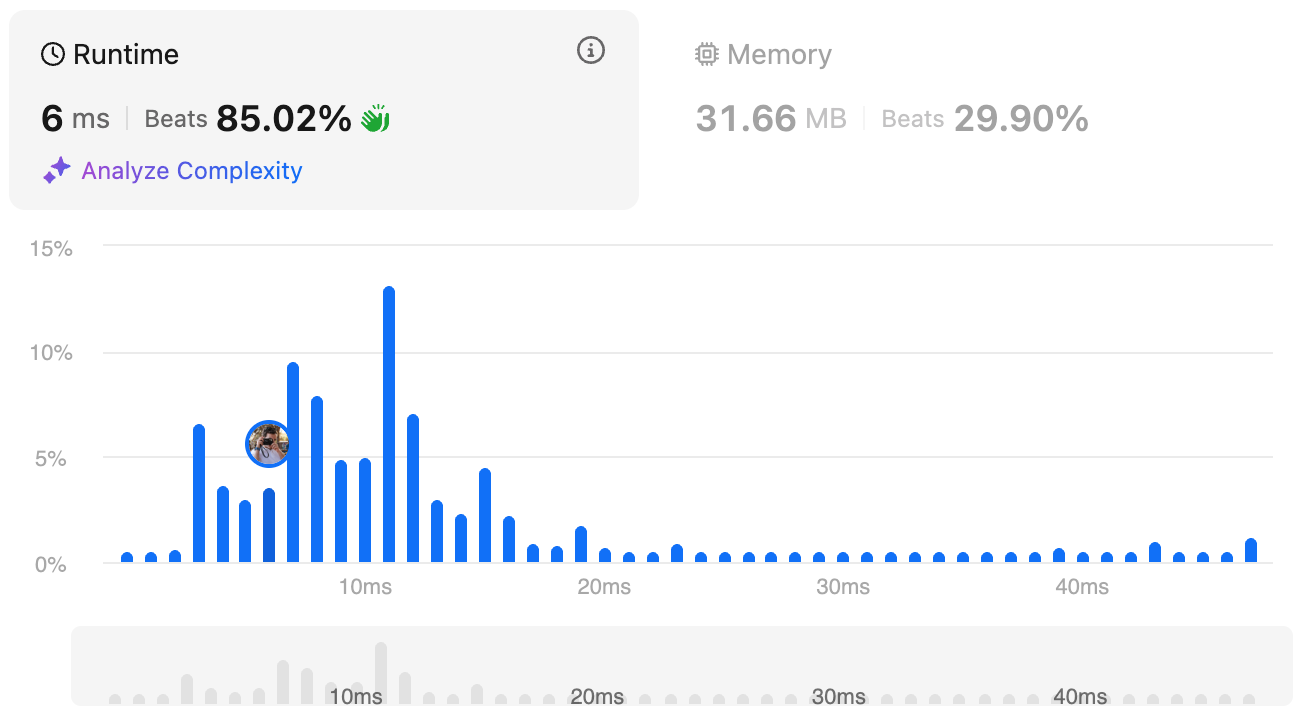 Runtime
6 ms Beats 85.02%
Analyze Complexity
Memory
31.66 MB Beats 29.90%
15%
10%
5%
0%
10ms 20ms 30ms 40ms
10ms 20ms 30ms 40ms